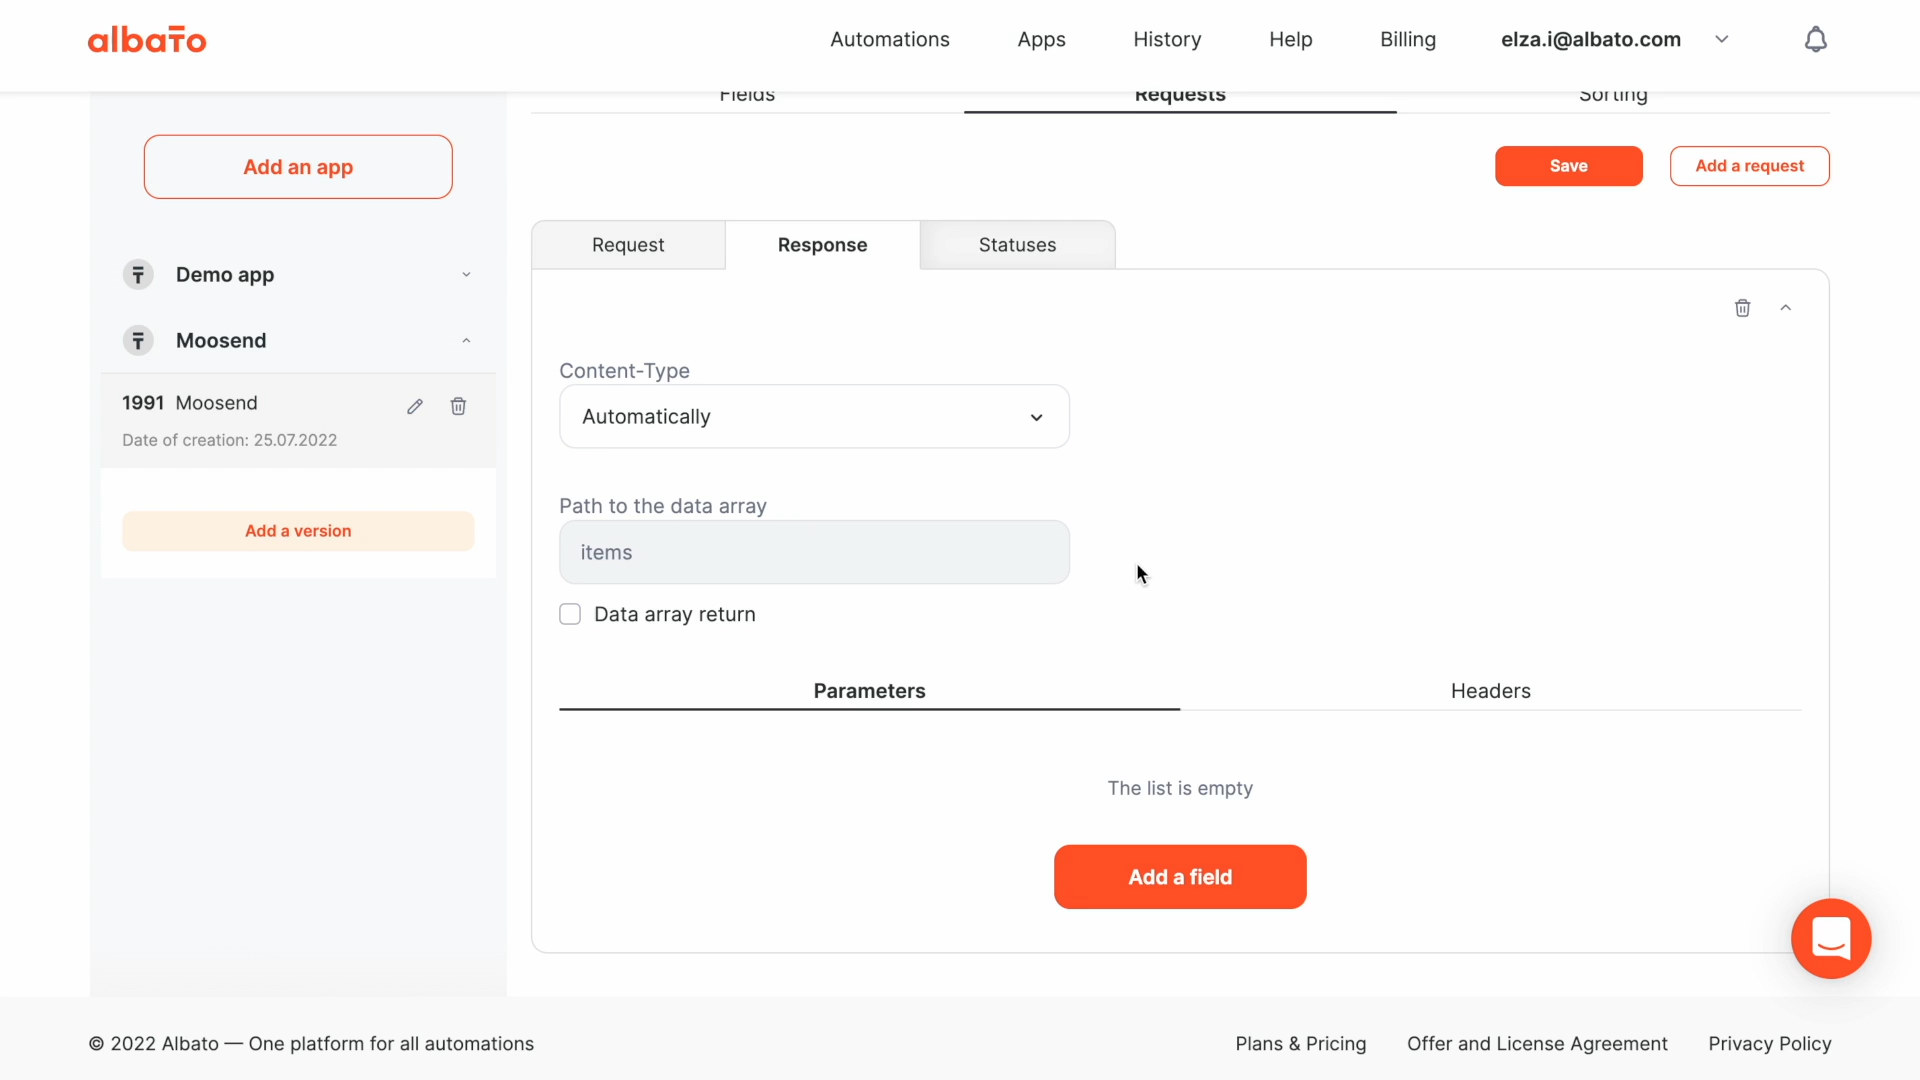 albato
Automations
Apps
History
Help
Billing
elza.i@albato.com
Fields
Requests
Sorting
Add an app
Save
Add a request
Demo app
Moosend
1991 Moosend
Date of creation: 25.07.2022
Add a version
Request
Response
Statuses
Content-Type
Automatically
Path to the data array
items
Data array return
Parameters
Headers
The list is empty
Add a field
© 2022 Albato — One platform for all automations
Plans & Pricing
Offer and License Agreement
Privacy Policy